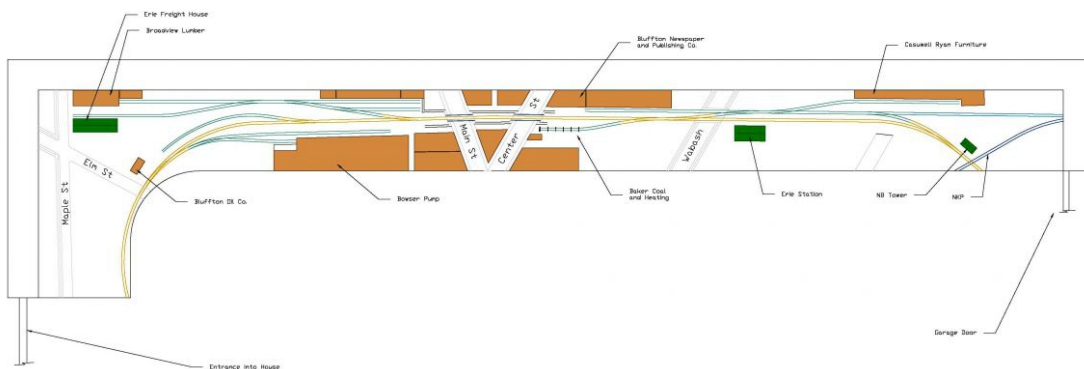 Erie Freight House
Broadview Lumber
Bluffton Newspaper
and Publishing Co.
Casuwell Ryan Furniture
Maple St
Elm St
Main St
Center St
Wabash
Bluffton Oil Co.
Bowser Pump
Baker Coal
and Heating
Erie Station
NB Tower
NKP
Garage Door
Entrance into House